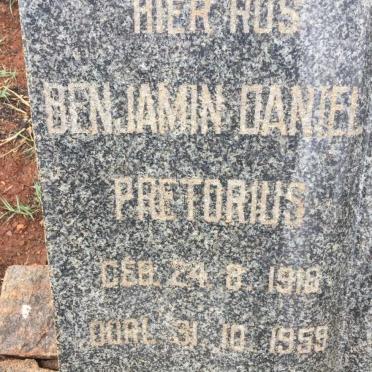 HIER RUS
BENJAMIN DANIEL
PRETORIUS
GEB. 24. 8. 1918
OORL. 31. 10. 1959